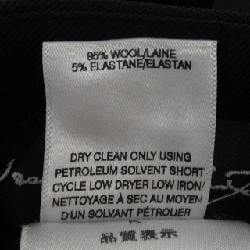 95% WOOL/LAINE
5% ELASTANE/ELASTAN
DRY CLEAN ONLY USING
PETROLEUM SOLVENT SHORT
CYCLE LOW DRYER LOW IRON/
NETTOYAGE À SEC AU MOYEN
D'UN SOLVANT PÉTROLIER
品質表示